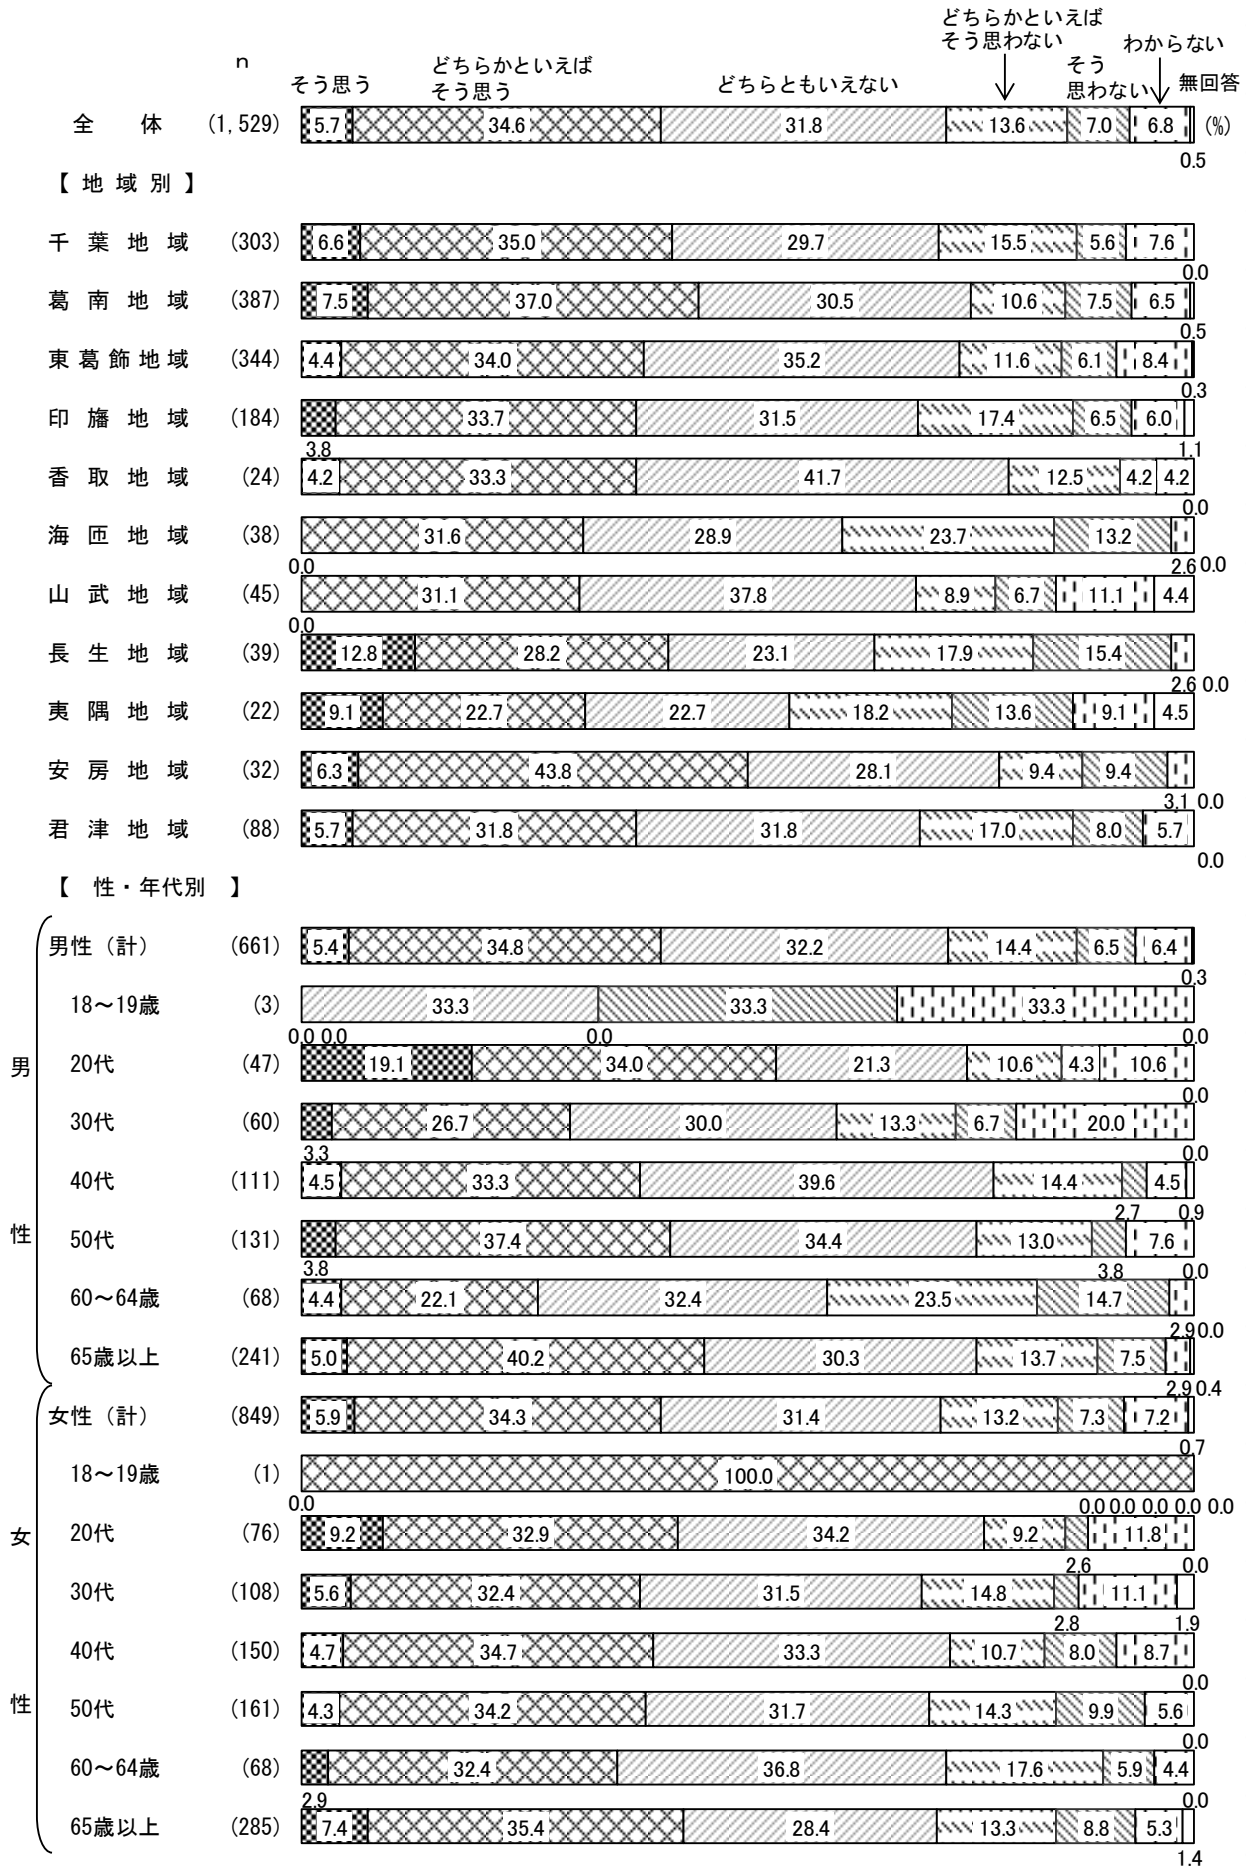 どちらかといえば
そう思わない
わからない
n
そう思う
どちらかといえば
そう思う
どちらともいえない
そう
思わない
無回答
全 体 (1,529) 5.7 34.6 31.8 13.6 7.0 6.8 (%)
0.5
【 地 域 別 】
千 葉 地 域 (303) 6.6 35.0 29.7 15.5 5.6 7.6
0.0
葛 南 地 域 (387) 7.5 37.0 30.5 10.6 7.5 6.5
0.5
東 葛 飾 地 域 (344) 4.4 34.0 35.2 11.6 6.1 8.4
0.3
印 旛 地 域 (184) 33.7 31.5 17.4 6.5 6.0
3.8 1.1
香 取 地 域 (24) 4.2 33.3 41.7 12.5 4.2 4.2
0.0
海 匝 地 域 (38) 31.6 28.9 23.7 13.2
0.0 2.6 0.0
山 武 地 域 (45) 31.1 37.8 8.9 6.7 11.1 4.4
0.0
長 生 地 域 (39) 12.8 28.2 23.1 17.9 15.4
2.6 0.0
夷 隅 地 域 (22) 9.1 22.7 22.7 18.2 13.6 9.1 4.5
安 房 地 域 (32) 6.3 43.8 28.1 9.4 9.4
3.1 0.0
君 津 地 域 (88) 5.7 31.8 31.8 17.0 8.0 5.7
0.0
【 性・年代別 】
男性（計） (661) 5.4 34.8 32.2 14.4 6.5 6.4
0.3
18～19歳 (3) 33.3 33.3 33.3
0.0 0.0 0.0 0.0
男
20代 (47) 19.1 34.0 21.3 10.6 4.3 10.6
0.0
30代 (60) 26.7 30.0 13.3 6.7 20.0
3.3 0.0
40代 (111) 4.5 33.3 39.6 14.4 4.5
2.7 0.9
性
50代 (131) 37.4 34.4 13.0 7.6
3.8 3.8 0.0
60～64歳 (68) 4.4 22.1 32.4 23.5 14.7
2.9 0.0
65歳以上 (241) 5.0 40.2 30.3 13.7 7.5
2.9 0.4
女性（計） (849) 5.9 34.3 31.4 13.2 7.3 7.2
0.7
18～19歳 (1) 100.0
0.0 0.0 0.0 0.0 0.0 0.0
女
20代 (76) 9.2 32.9 34.2 9.2 11.8
2.6 0.0
30代 (108) 5.6 32.4 31.5 14.8 11.1
2.8 1.9
40代 (150) 4.7 34.7 33.3 10.7 8.0 8.7
0.0
性
50代 (161) 4.3 34.2 31.7 14.3 9.9 5.6
0.0
60～64歳 (68) 32.4 36.8 17.6 5.9 4.4
2.9 0.0
65歳以上 (285) 7.4 35.4 28.4 13.3 8.8 5.3
1.4